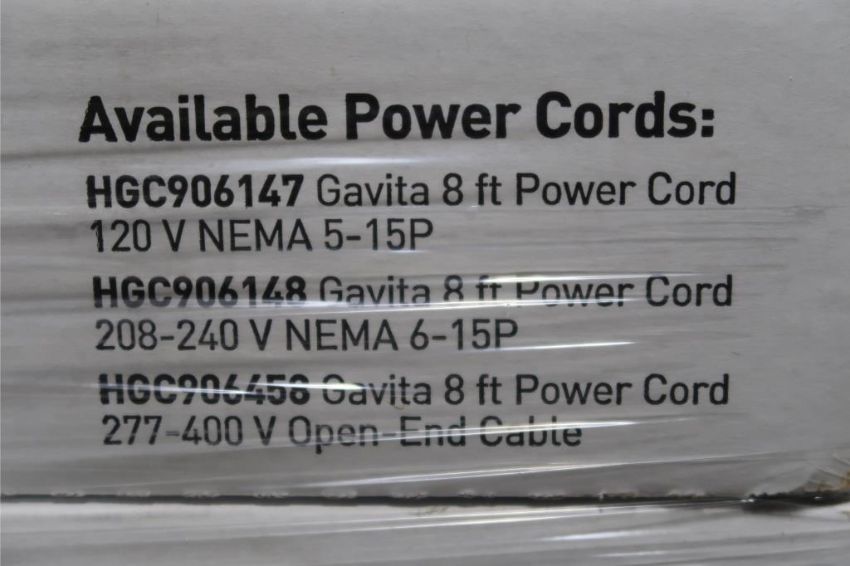 Available Power Cords:
HGC906147 Gavita 8 ft Power Cord
120 V NEMA 5-15P
HGC906148 Gavita 8 ft Power Cord
208-240 V NEMA 6-15P
HGC906458 Gavita 8 ft Power Cord
277-400 V Open-End Cable